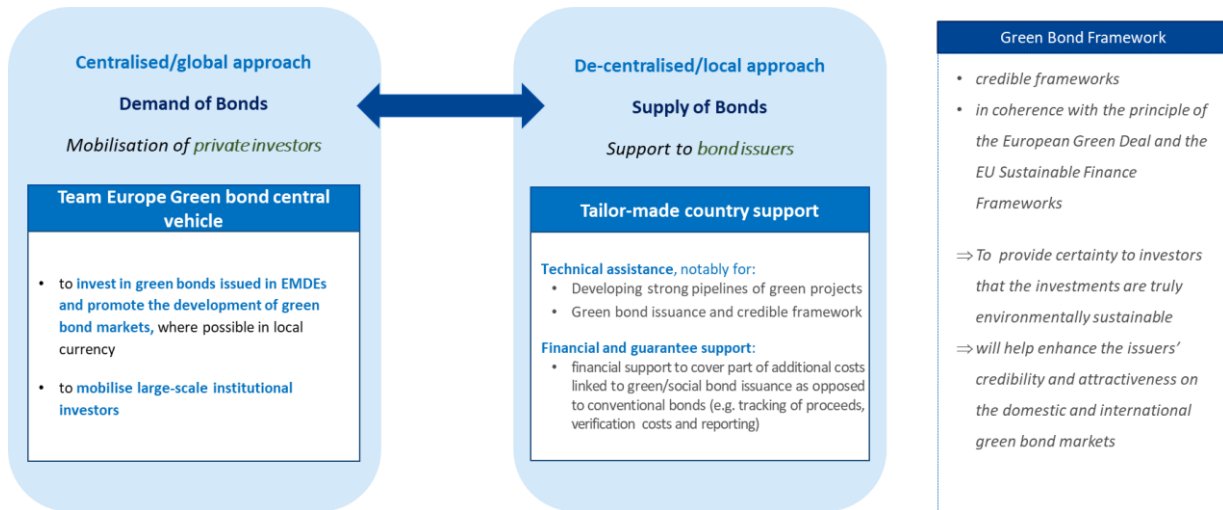 Centralised/global approach
Demand of Bonds
Mobilisation of private investors
Team Europe Green bond central
vehicle
• to invest in green bonds issued in EMDEs
and promote the development of green
bond markets, where possible in local
currency
• to mobilise large-scale institutional
investors
De-centralised/local approach
Supply of Bonds
Support to bond issuers
Tailor-made country support
Technical assistance, notably for:
• Developing strong pipelines of green projects
• Green bond issuance and credible framework
Financial and guarantee support:
• financial support to cover part of additional costs
linked to green/social bond issuance as opposed
to conventional bonds (e.g. tracking of proceeds,
verification costs and reporting)
Green Bond Framework
• credible frameworks
• in coherence with the principle of
the European Green Deal and the
EU Sustainable Finance
Frameworks
⇒ To provide certainty to investors
that the investments are truly
environmentally sustainable
⇒ will help enhance the issuers'
credibility and attractiveness on
the domestic and international
green bond markets